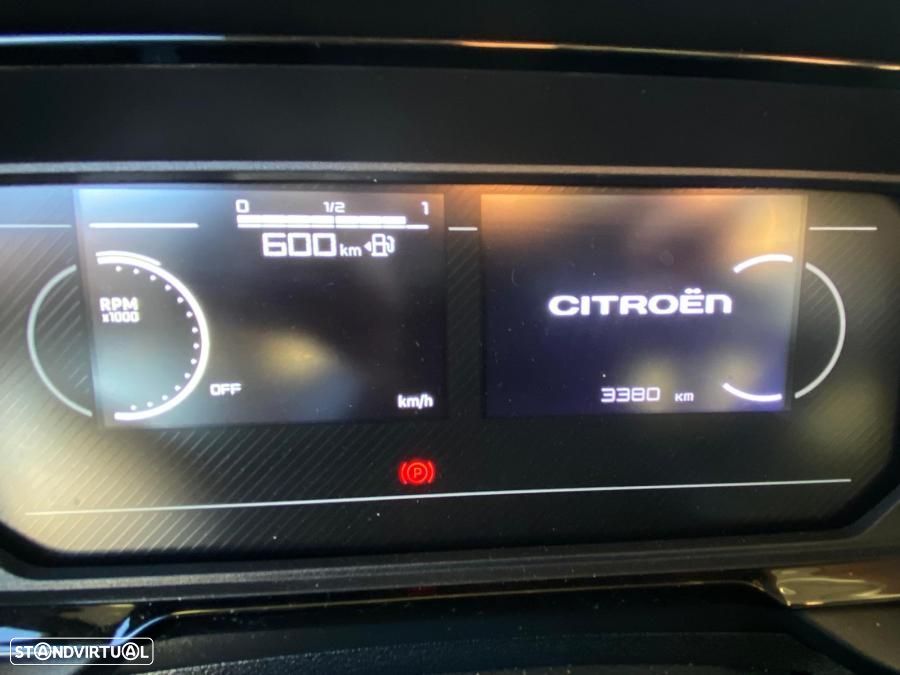 0 1/2 1
600 km
RPM
x1000
OFF
km/h
CITROËN
3380 KM
P
STANDVIRTUAL